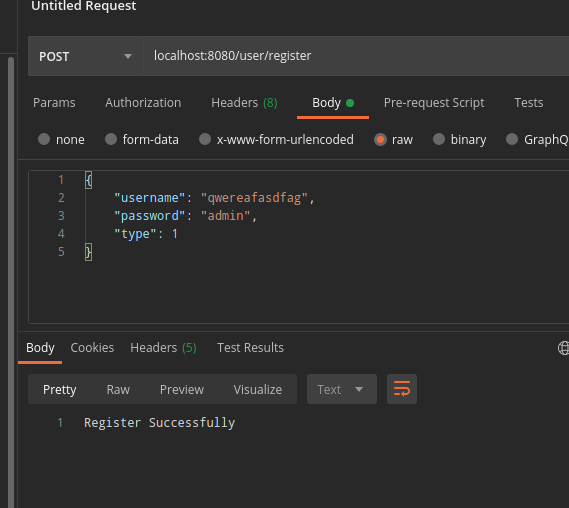 Untitled Request
POST localhost:8080/user/register
Params Authorization Headers (8) Body Pre-request Script Tests
none form-data x-www-form-urlencoded raw binary GraphQ
1 {
2 "username": "qwereafasdfag",
3 "password": "admin",
4 "type": 1
5 }
Body Cookies Headers (5) Test Results
Pretty Raw Preview Visualize Text
1 Register Successfully